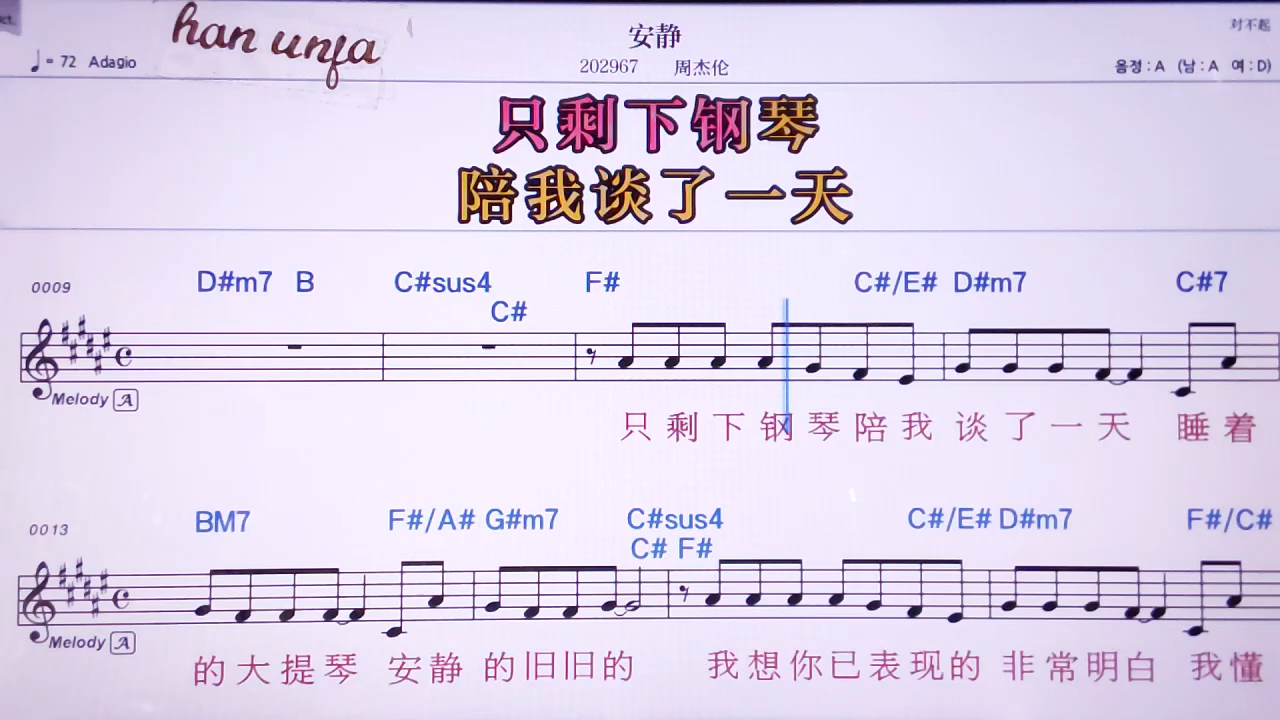 han unfa
ct.
安静
对不起
♩= 72 Adagio
202967 周杰伦
음정 : A (남 : A 여 : D)
只剩下钢琴
陪我谈了一天
0009 D#m7 B C#sus4 F# C#/E# D#m7 C#7
C#
Melody A
只剩下钢琴陪我 谈了一天 睡着
0013 BM7 F#/A# G#m7 C#sus4 C#/E# D#m7 F#/C#
C# F#
Melody A
的大提琴 安静 的旧旧的 我想你已表现的 非常明白 我懂